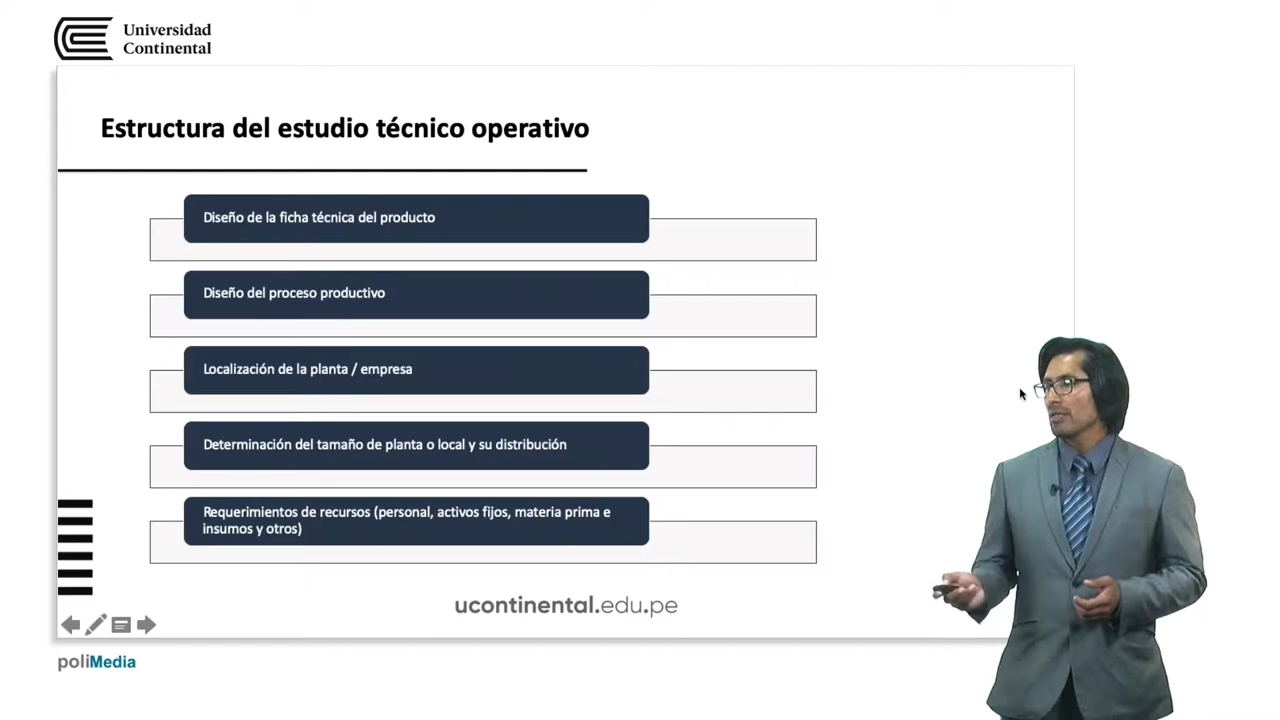 Universidad
Continental
Estructura del estudio técnico operativo
Diseño de la ficha técnica del producto
Diseño del proceso productivo
Localización de la planta / empresa
Determinación del tamaño de planta o local y su distribución
Requerimientos de recursos (personal, activos fijos, materia prima e
insumos y otros)
ucontinental.edu.pe
poliMedia